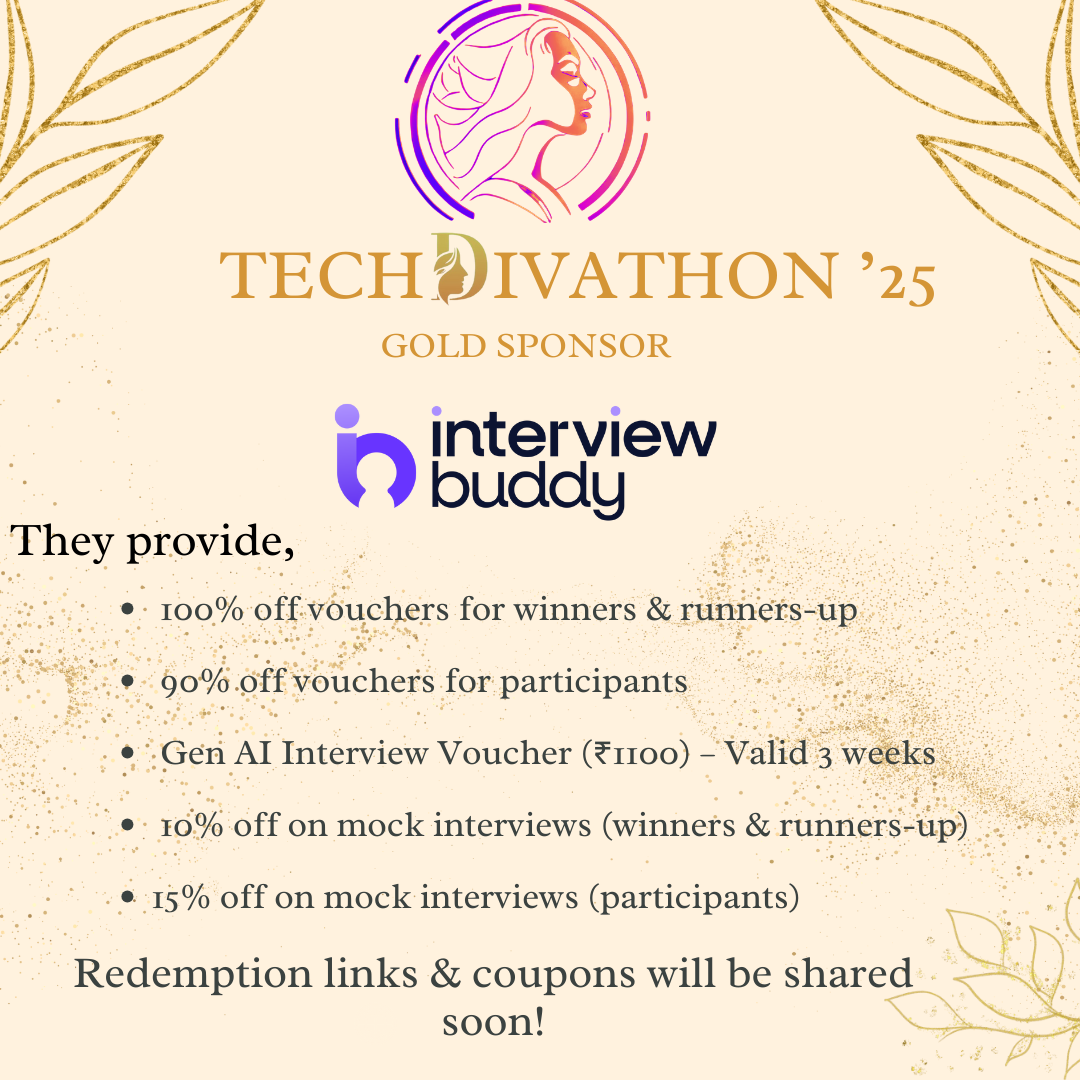 TECHDIVATHON ’25
GOLD SPONSOR
interview
buddy
They provide,
• 100% off vouchers for winners & runners-up
• 90% off vouchers for participants
• Gen AI Interview Voucher (₹1100) – Valid 3 weeks
• 10% off on mock interviews (winners & runners-up)
• 15% off on mock interviews (participants)
Redemption links & coupons will be shared
soon!